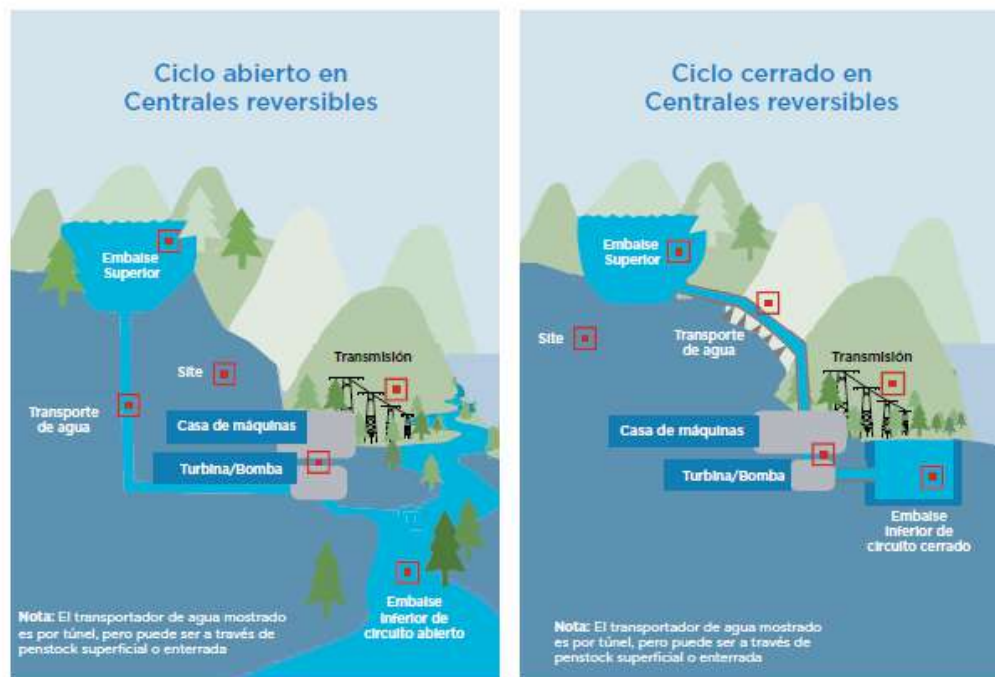 Ciclo abierto en
Centrales reversibles
Embalse
Superior
Site
Transmisión
Transporte
de agua
Casa de máquinas
Turbina/Bomba
Embalse
inferior de
circuito abierto
Nota: El transportador de agua mostrado
es por túnel, pero puede ser a través de
penstock superficial o enterrada
Ciclo cerrado en
Centrales reversibles
Embalse
Superior
Site
Transporte
de agua
Transmisión
Casa de máquinas
Turbina/Bomba
Embalse
inferior de
circuito cerrado
Nota: El transportador de agua mostrado
es por túnel, pero puede ser a través de
penstock superficial o enterrada